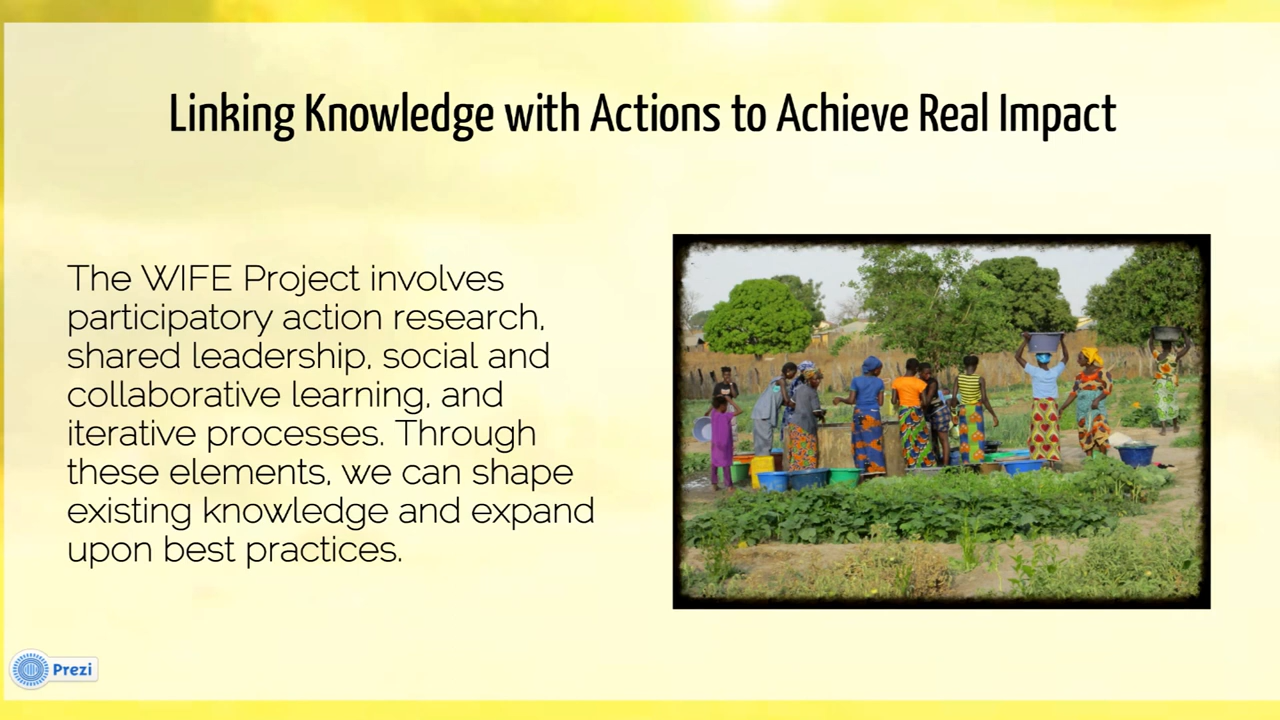 Linking Knowledge with Actions to Achieve Real Impact
The WIFE Project involves
participatory action research,
shared leadership, social and
collaborative learning, and
iterative processes. Through
these elements, we can shape
existing knowledge and expand
upon best practices.
Prezi